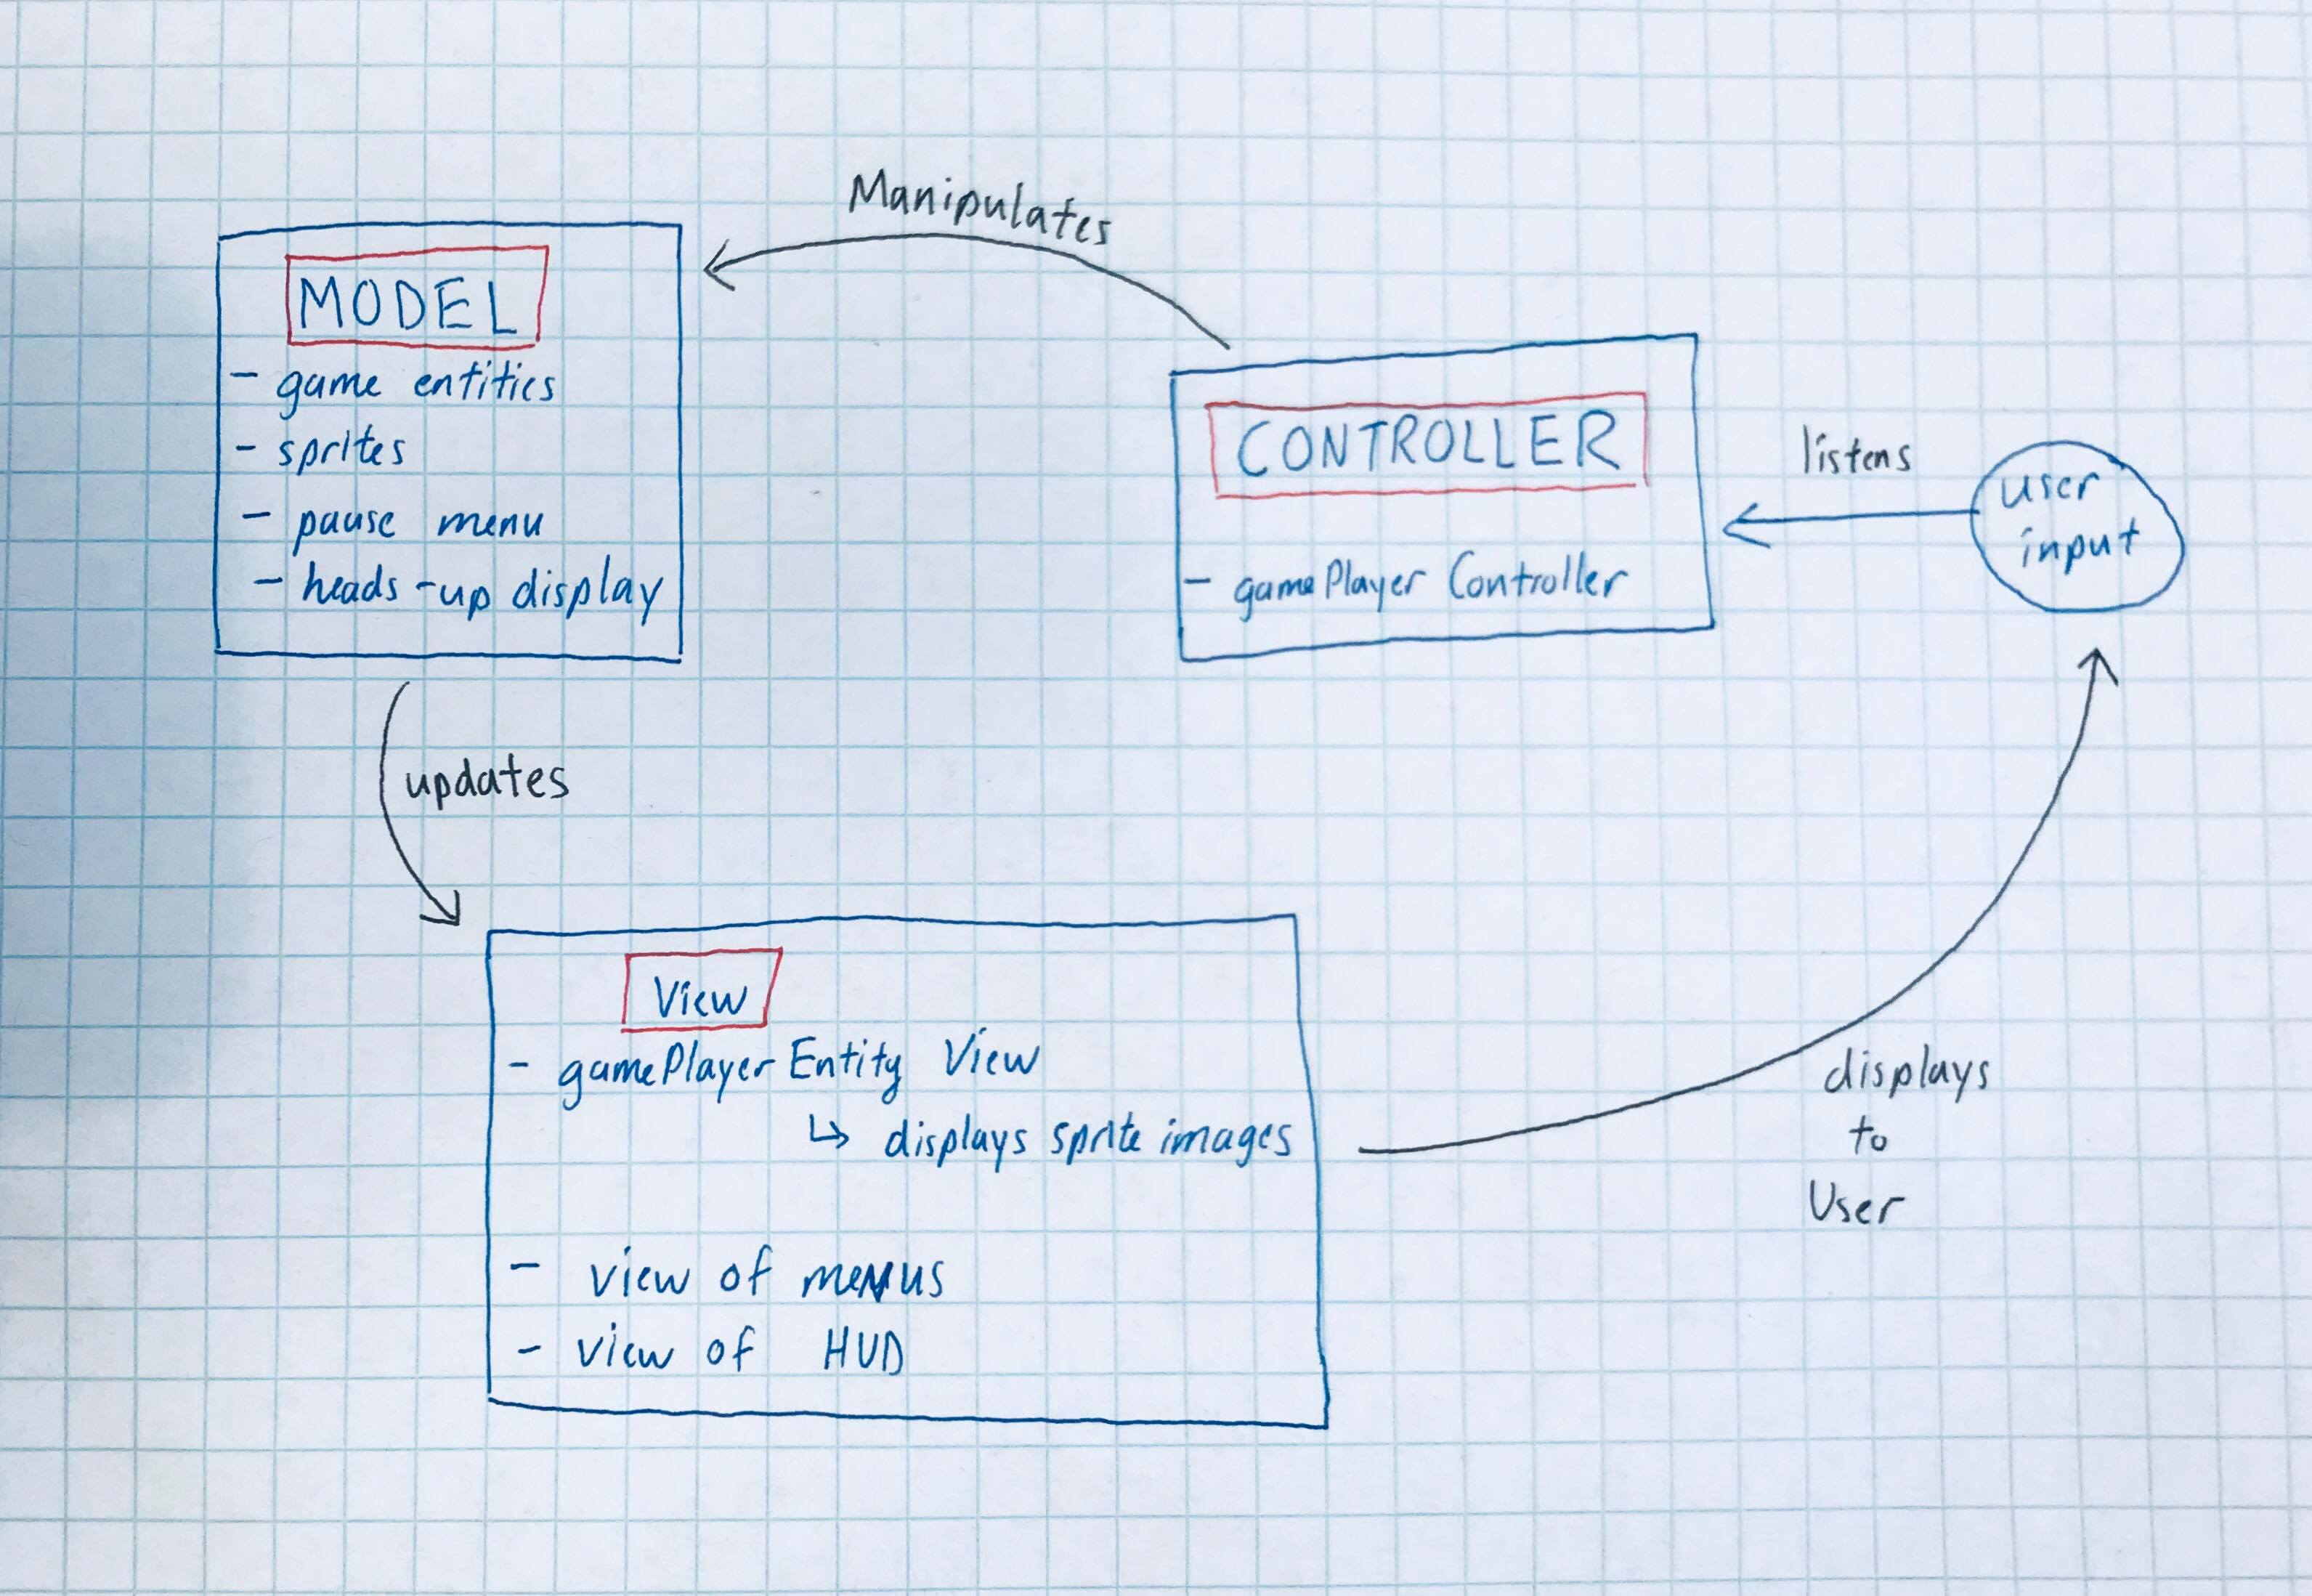 Manipulates
MODEL
- game entities
- sprites
- pause menu
- heads-up display
CONTROLLER
- gamePlayer Controller
listens
user
input
updates
View
- gamePlayer Entity View
↳ displays sprite images
- view of menus
- view of HUD
displays
to
User